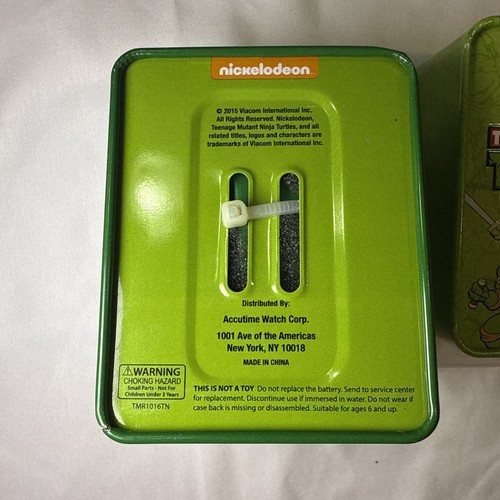 nickelodeon
© 2015 Viacom International Inc.
All Rights Reserved. Nickelodeon,
Teenage Mutant Ninja Turtles, and all
related titles, logos and characters are
trademarks of Viacom International Inc.
Distributed By:
Accutime Watch Corp.
1001 Ave of the Americas
New York, NY 10018
MADE IN CHINA
WARNING
CHOKING HAZARD
Small Parts - Not For
Children Under 3 Years
TMR1016TN
THIS IS NOT A TOY Do not replace the battery. Send to service center
for replacement. Discontinue use if immersed in water. Do not wear if
case back is missing or disassembled. Suitable for ages 6 and up.